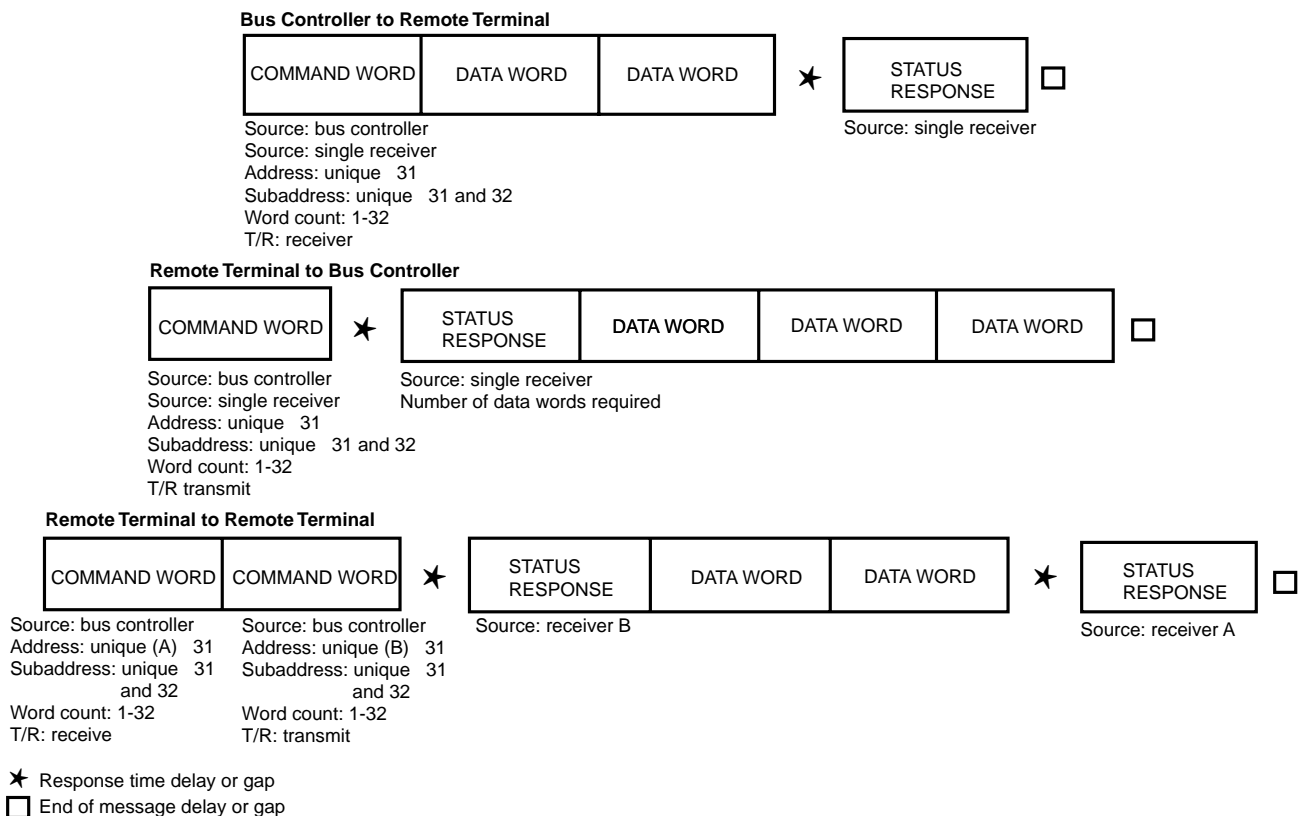 Bus Controller to Remote Terminal
COMMAND WORD DATA WORD DATA WORD STATUS RESPONSE
Source: bus controller
Source: single receiver
Address: unique 31
Subaddress: unique 31 and 32
Word count: 1-32
T/R: receiver
Source: single receiver
Remote Terminal to Bus Controller
COMMAND WORD STATUS RESPONSE DATA WORD DATA WORD DATA WORD
Source: bus controller
Source: single receiver
Address: unique 31
Subaddress: unique 31 and 32
Word count: 1-32
T/R transmit
Source: single receiver
Number of data words required
Remote Terminal to Remote Terminal
COMMAND WORD COMMAND WORD STATUS RESPONSE DATA WORD DATA WORD STATUS RESPONSE
Source: bus controller
Address: unique (A) 31
Subaddress: unique 31
and 32
Word count: 1-32
T/R: receive
Source: bus controller
Address: unique (B) 31
Subaddress: unique 31
and 32
Word count: 1-32
T/R: transmit
Source: receiver B
Source: receiver A
Response time delay or gap
End of message delay or gap